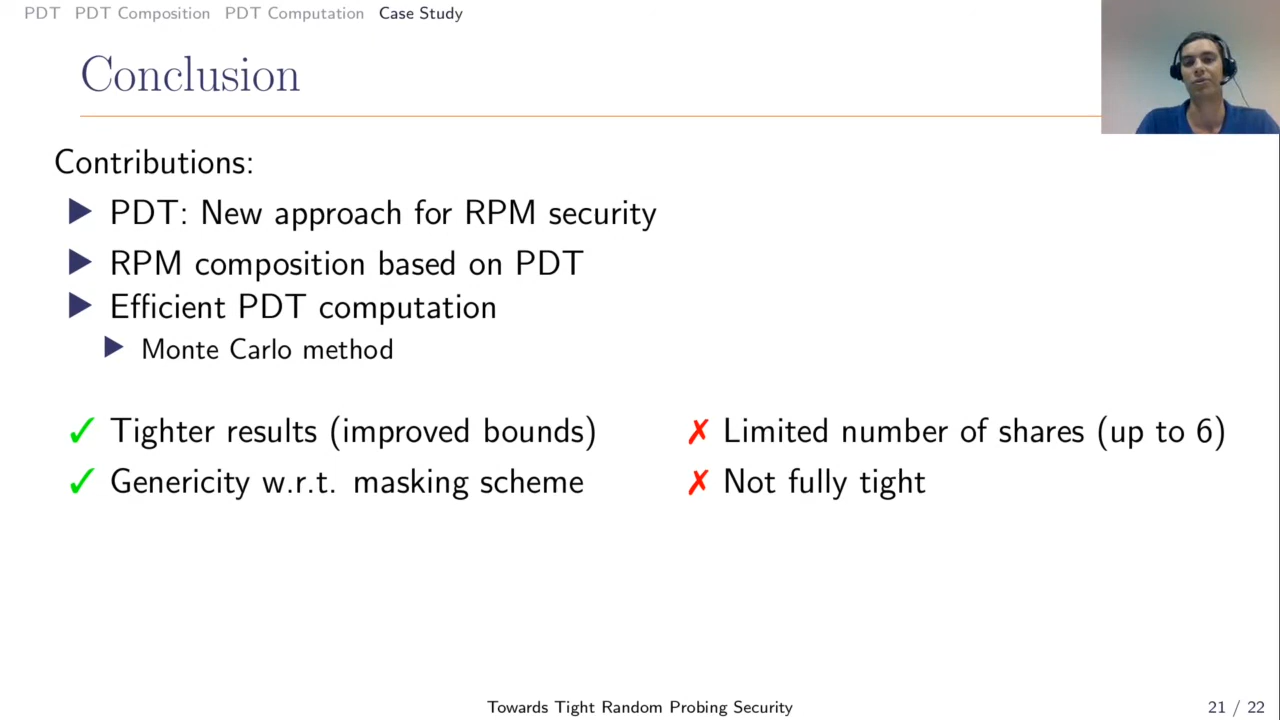 PDT PDT Composition PDT Computation Case Study
Conclusion
Contributions:
▶ PDT: New approach for RPM security
▶ RPM composition based on PDT
▶ Efficient PDT computation
▶ Monte Carlo method
✓ Tighter results (improved bounds)
✗ Limited number of shares (up to 6)
✓ Genericity w.r.t. masking scheme
✗ Not fully tight
Towards Tight Random Probing Security
21 / 22